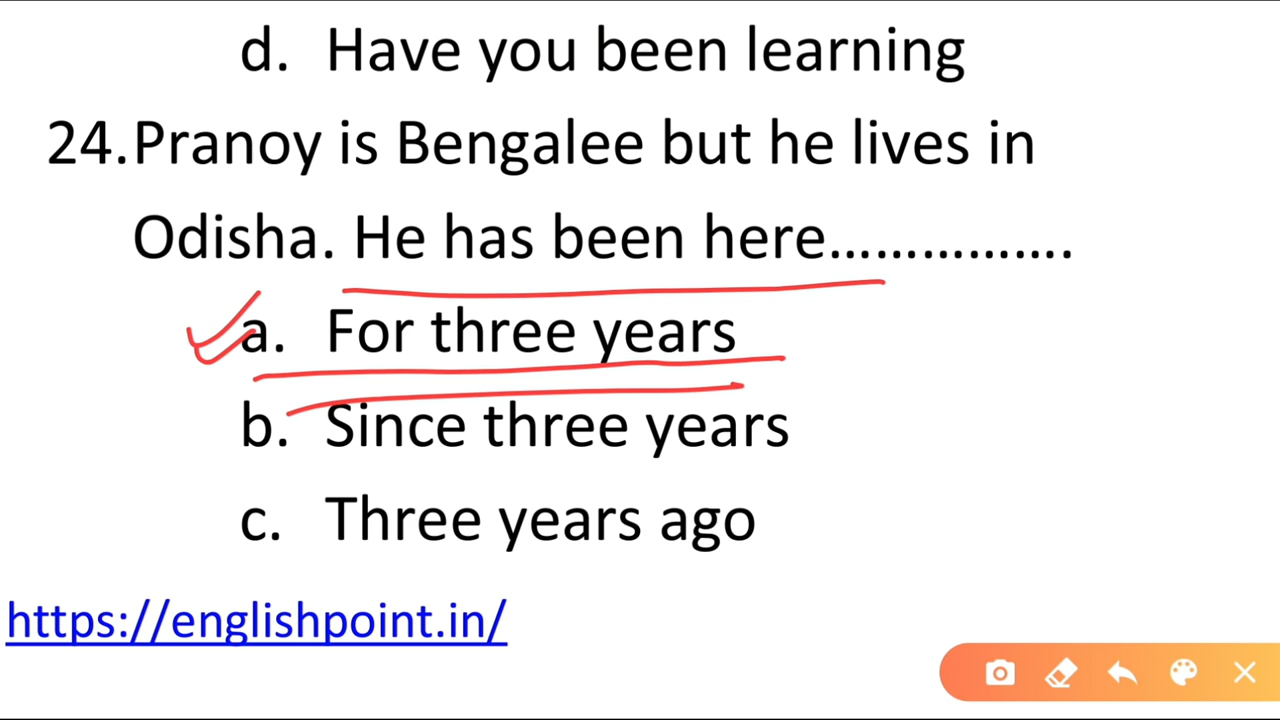 d. Have you been learning
24.Pranoy is Bengalee but he lives in
Odisha. He has been here................
a. For three years
b. Since three years
c. Three years ago
https://englishpoint.in/